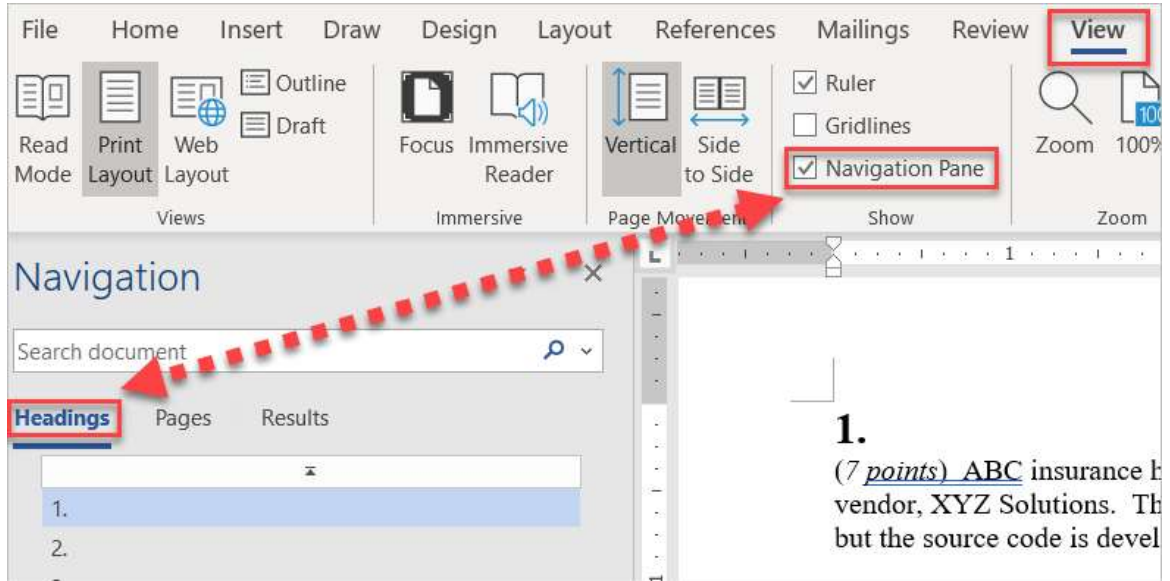 File Home Insert Draw Design Layout References Mailings Review View
Read Mode
Print Layout
Web Layout
Outline
Draft
Views
Focus
Immersive Reader
Immersive
Vertical
Side to Side
Page Movement
Ruler
Gridlines
Navigation Pane
Show
Zoom
100%
Zoom
Navigation
Search document
Headings Pages Results
1.
2.
L
1
1.
(7 points) ABC insurance
vendor, XYZ Solutions.
but the source code is